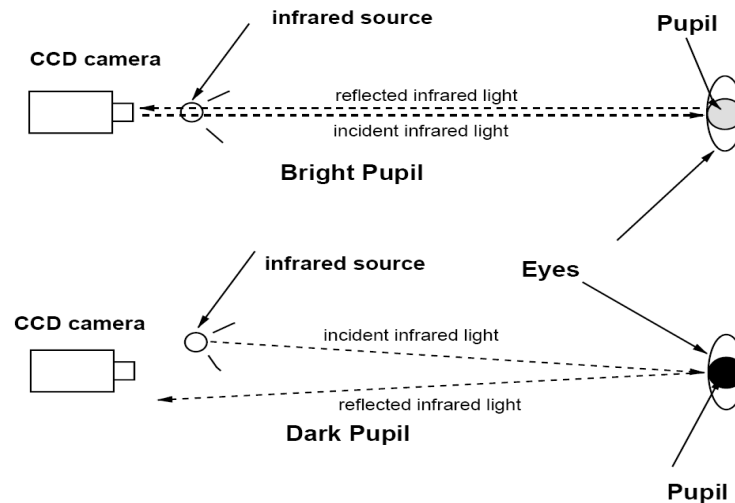 infrared source
Pupil
CCD camera
reflected infrared light
incident infrared light
Bright Pupil
infrared source
Eyes
CCD camera
incident infrared light
reflected infrared light
Dark Pupil
Pupil